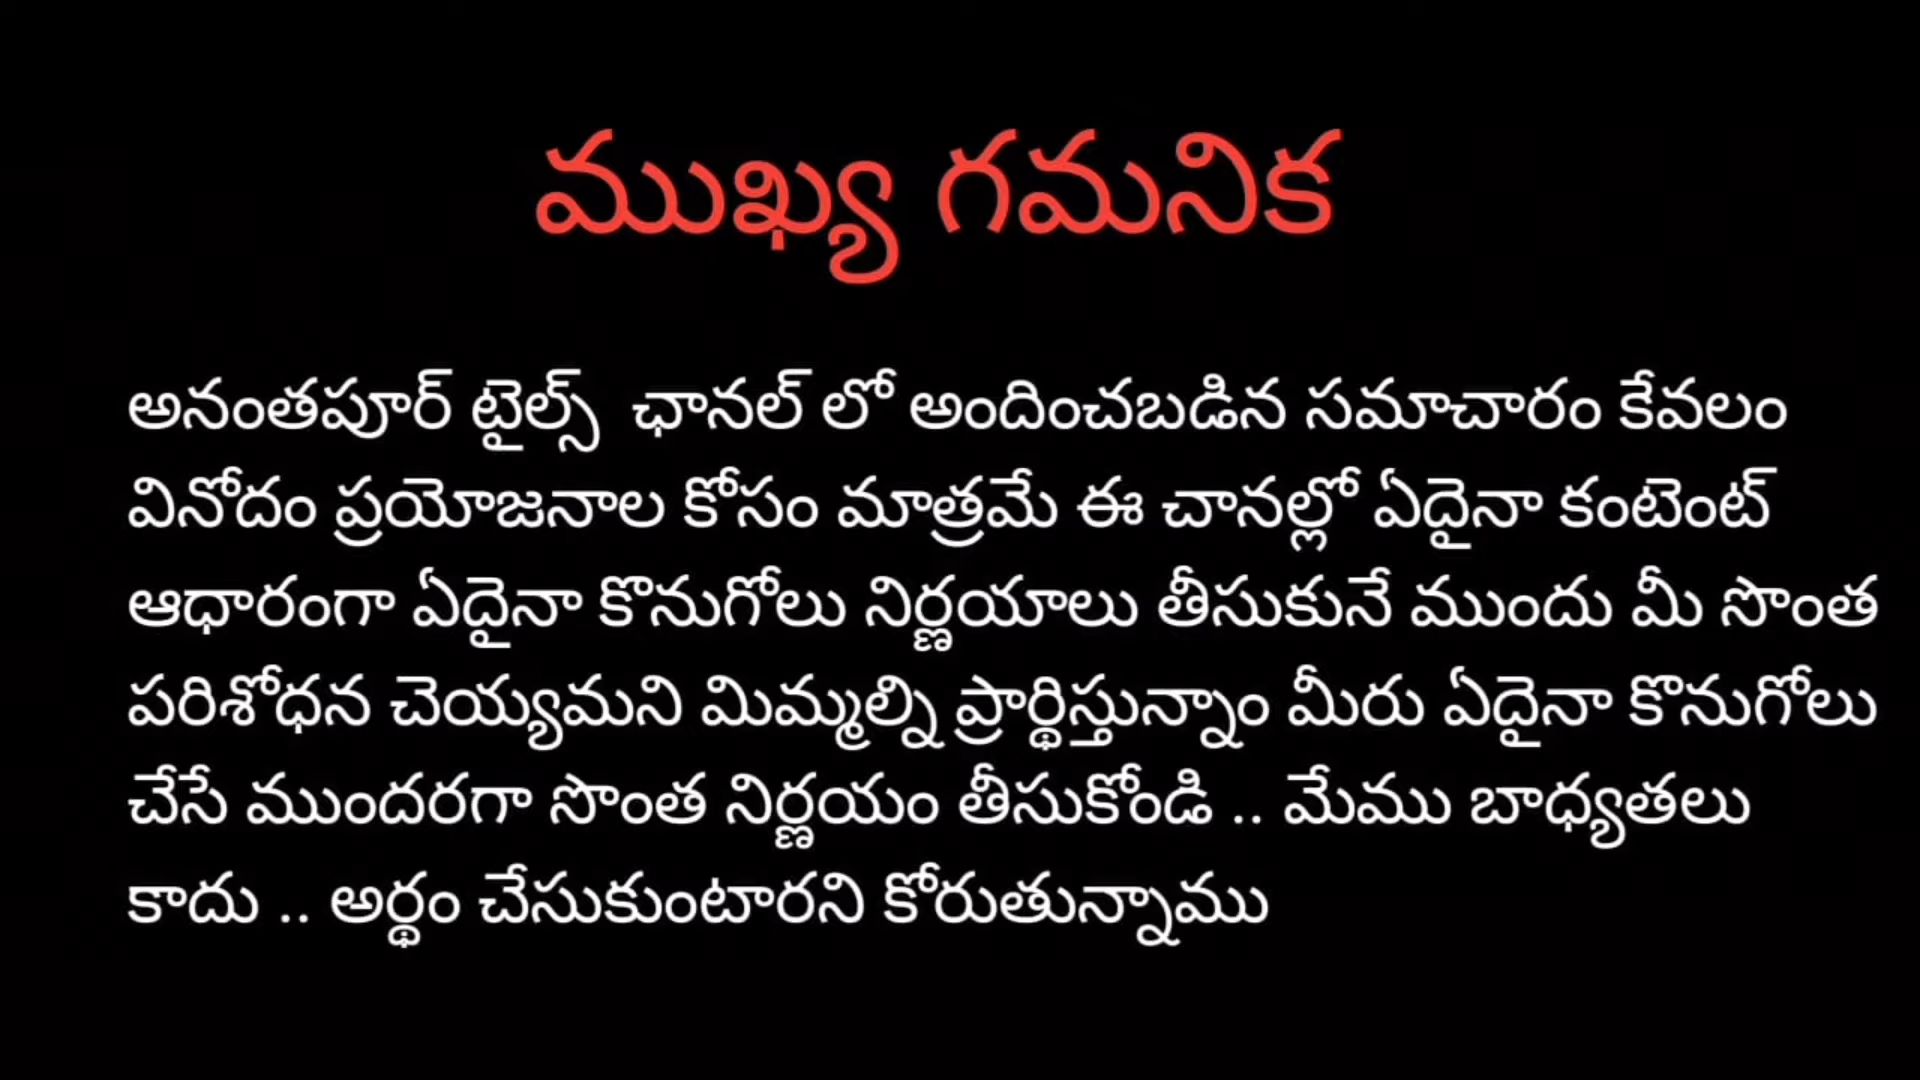 ముఖ్య గమనిక
అనంతపూర్ టైల్స్ ఛానల్ లో అందించబడిన సమాచారం కేవలం
వినోదం ప్రయోజనాల కోసం మాత్రమే ఈ చానల్లో ఏదైనా కంటెంట్
ఆధారంగా ఏదైనా కొనుగోలు నిర్ణయాలు తీసుకునే ముందు మీ సొంత
పరిశోధన చెయ్యమని మిమ్మల్ని ప్రార్థిస్తున్నాం మీరు ఏదైనా కొనుగోలు
చేసే ముందరగా సొంత నిర్ణయం తీసుకోండి .. మేము బాధ్యతలు
కాదు .. అర్థం చేసుకుంటారని కోరుతున్నాము